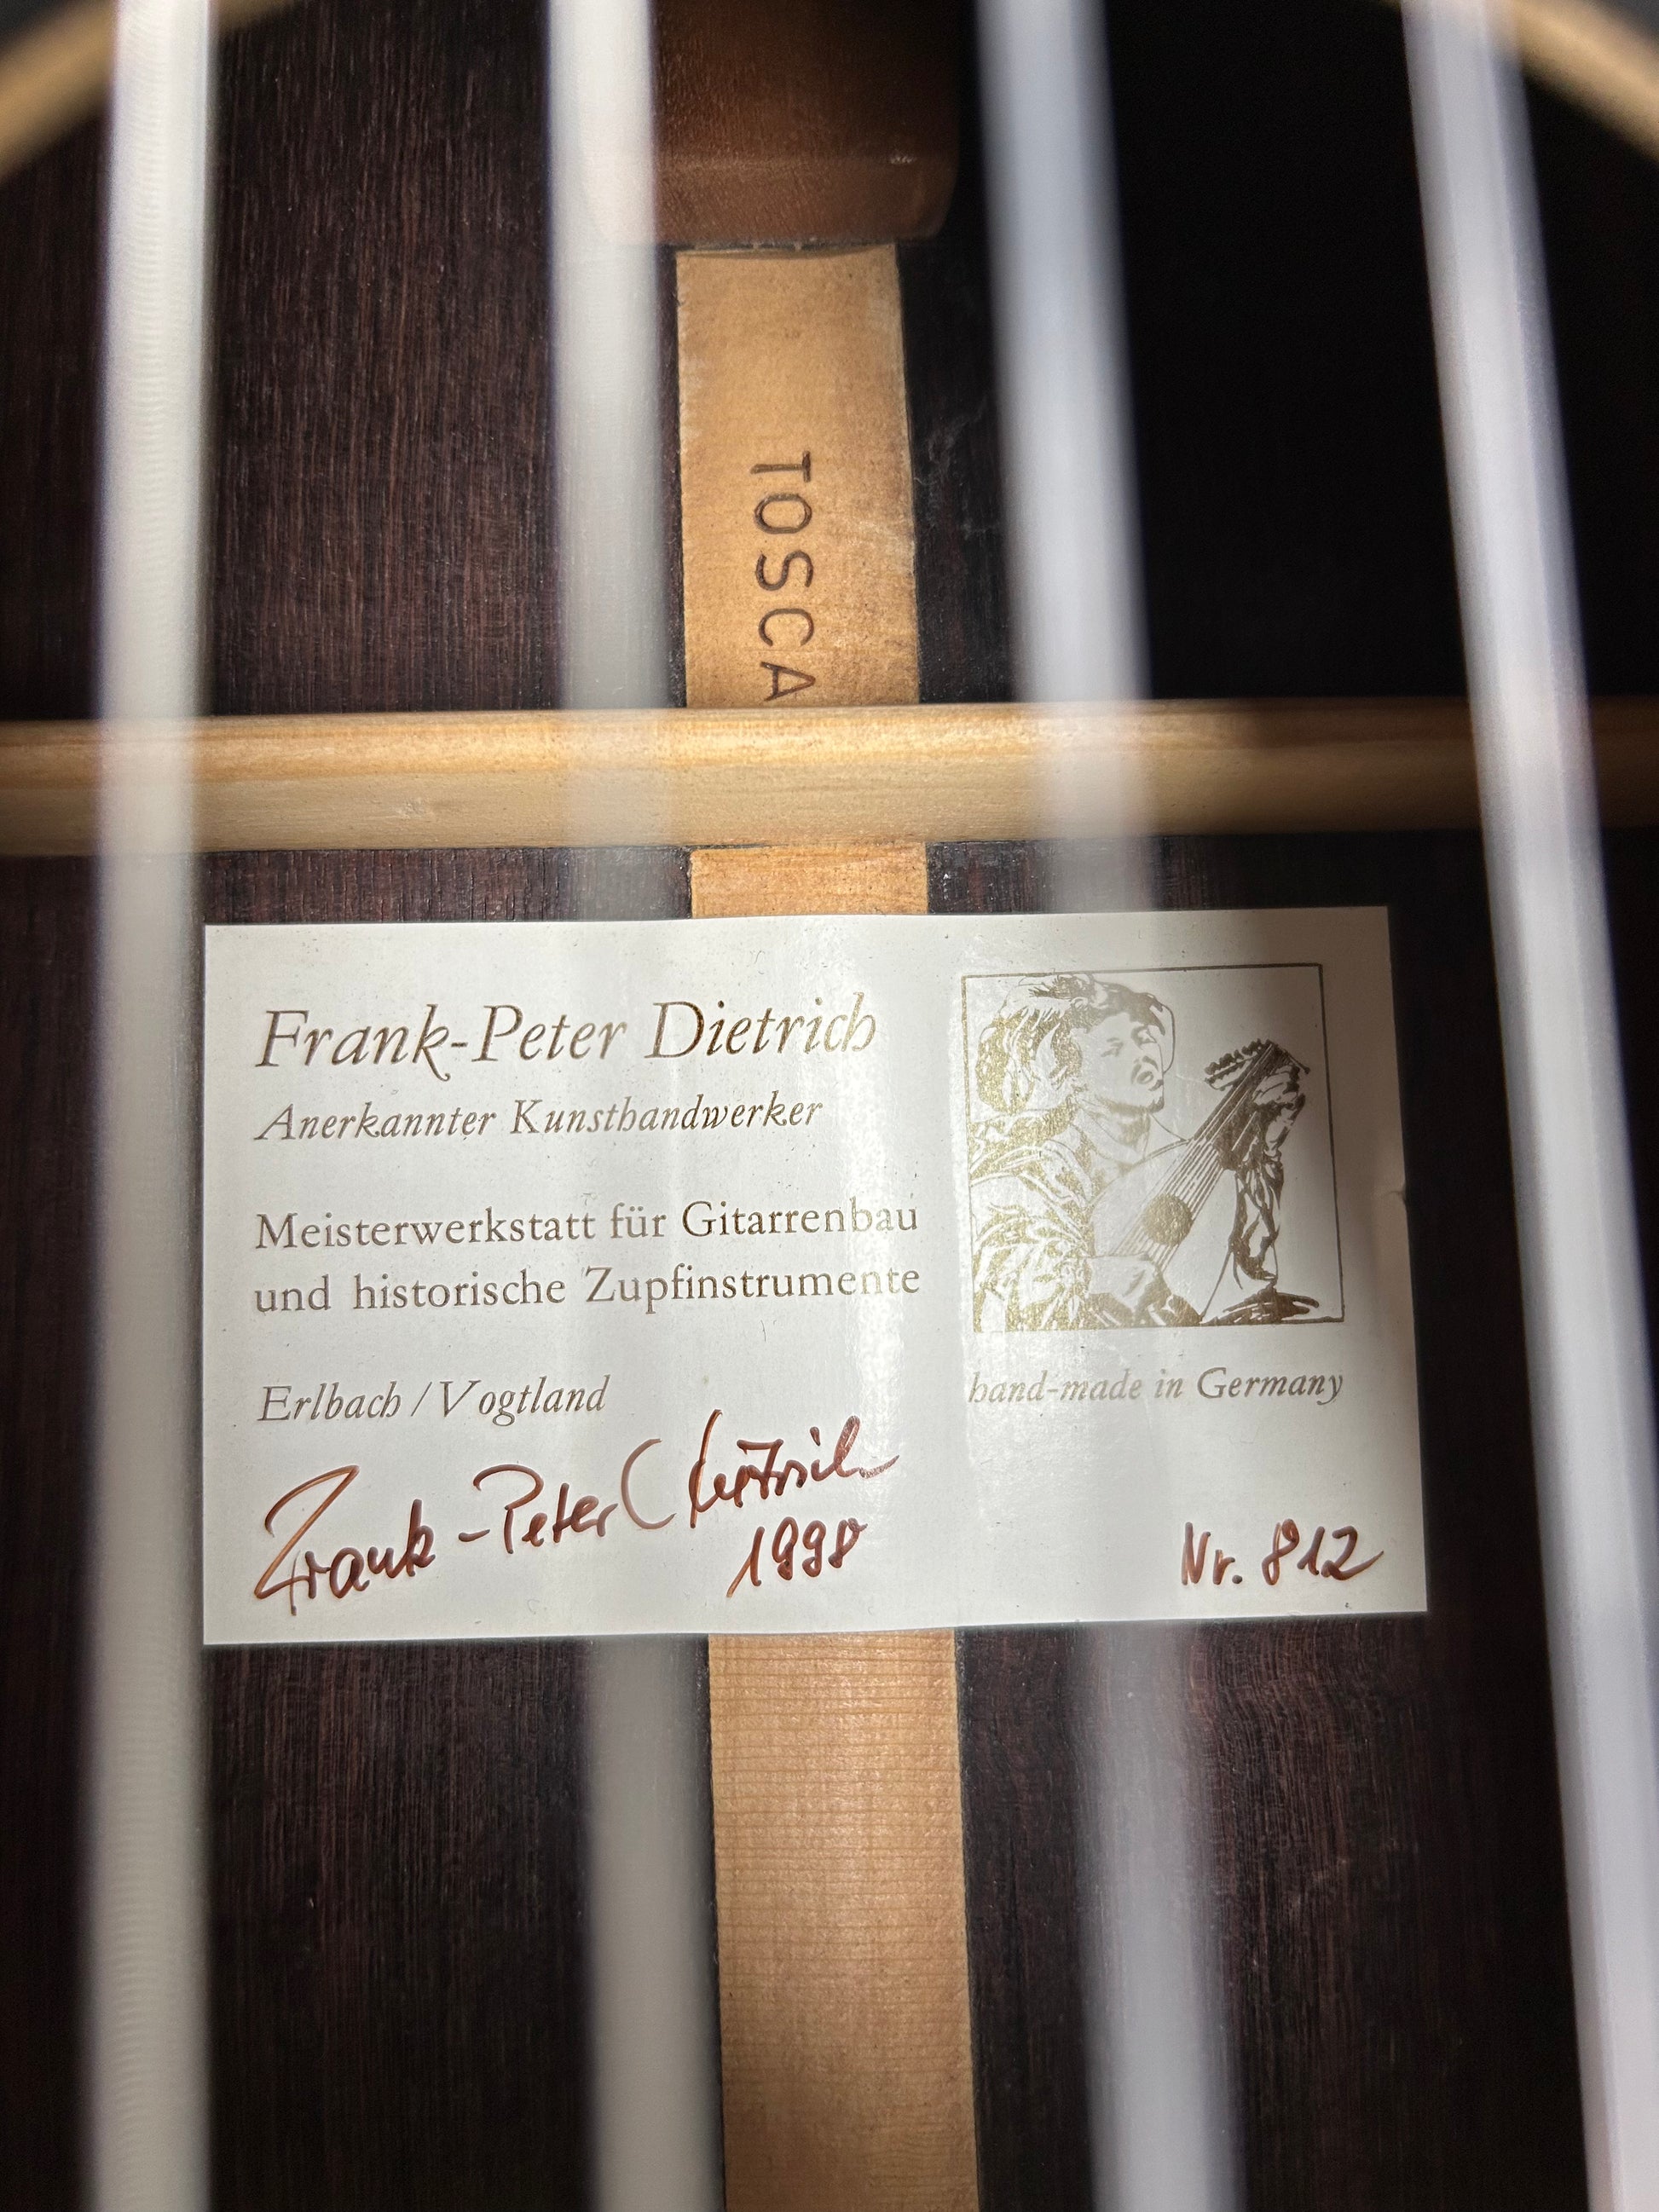 TOSCA
Frank-Peter Dietrich
Anerkannter Kunsthandwerker
Meisterwerkstatt für Gitarrenbau
und historische Zupfinstrumente
Erlbach / Vogtland
hand-made in Germany
Frank-Peter Dietrich
1998
Nr. 812